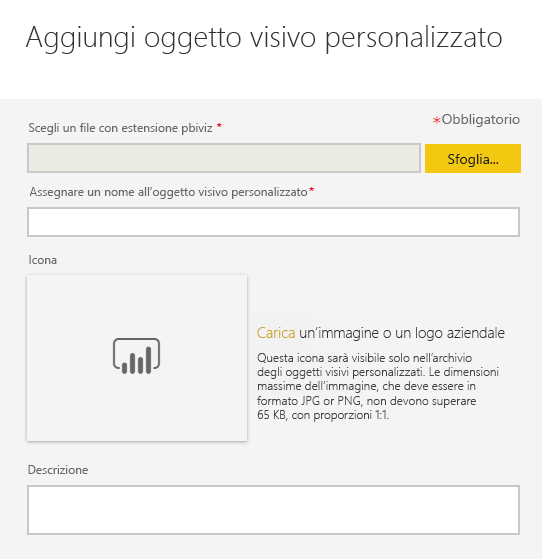 Aggiungi oggetto visivo personalizzato
*Obbligatorio
Scegli un file con estensione pbiviz *
Sfoglia...
Assegnare un nome all'oggetto visivo personalizzato*
Icona
Carica un'immagine o un logo aziendale
Questa icona sarà visibile solo nell'archivio
degli oggetti visivi personalizzati. Le dimensioni
massime dell'immagine, che deve essere in
formato JPG or PNG, non devono superare
65 KB, con proporzioni 1:1.
Descrizione